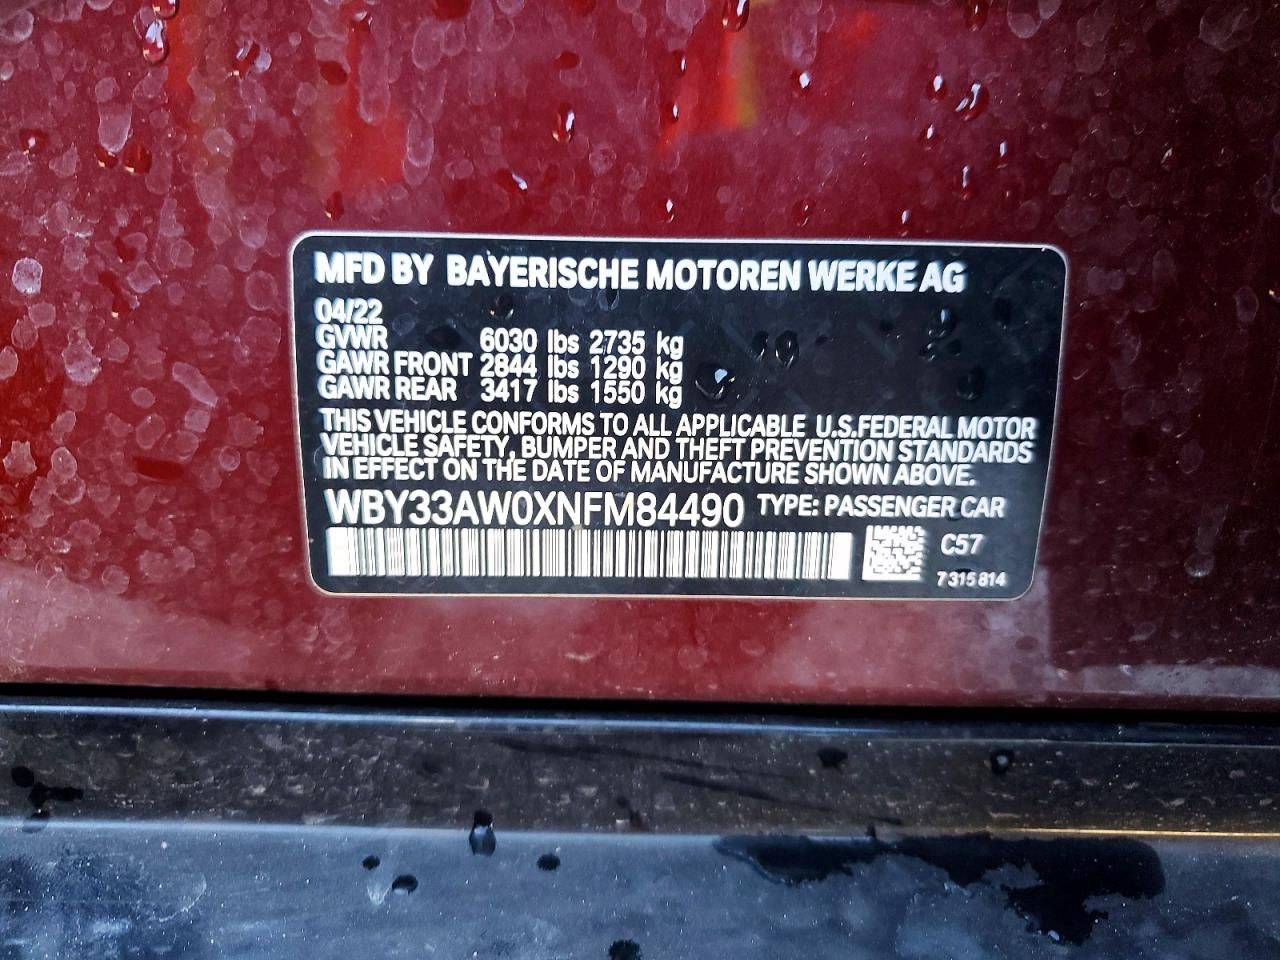 MFD BY BAYERISCHE MOTOREN WERKE AG
04/22
GVWR 6030 lbs 2735 kg
GAWR FRONT 2844 lbs 1290 kg
GAWR REAR 3417 lbs 1550 kg
THIS VEHICLE CONFORMS TO ALL APPLICABLE U.S.FEDERAL MOTOR
VEHICLE SAFETY, BUMPER AND THEFT PREVENTION STANDARDS
IN EFFECT ON THE DATE OF MANUFACTURE SHOWN ABOVE.
WBY33AW0XNFM84490 TYPE: PASSENGER CAR
C57
7 315 814